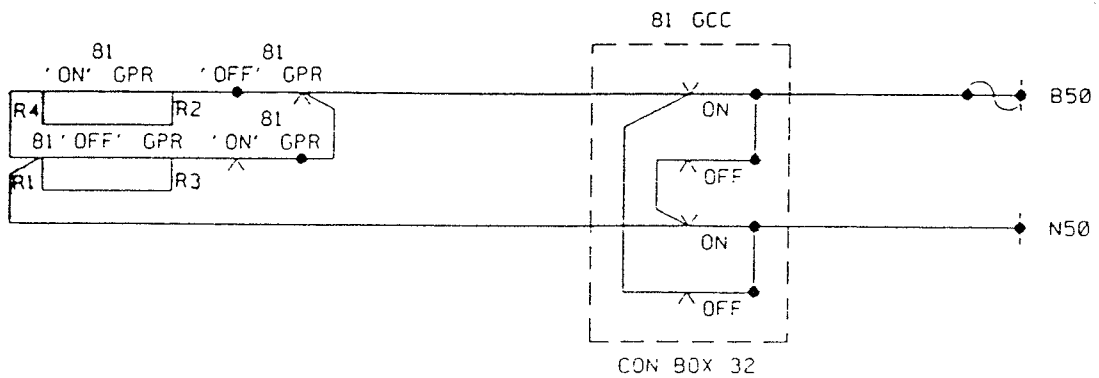 81 GCC
81
'ON' GPR
81
'OFF' GPR
R4
R2
ON
B50
81 'OFF' GPR
81
'ON' GPR
OFF
R1
R3
ON
N50
OFF
CON BOX 32